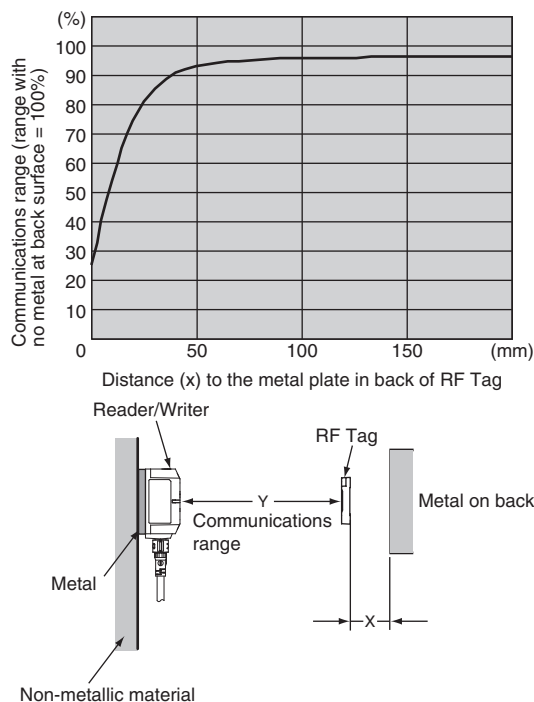 (%)
100
90
80
70
60
50
40
30
20
10
0
50
100
150
(mm)
Communications range (range with
no metal at back surface = 100%)
Distance (x) to the metal plate in back of RF Tag
Reader/Writer
RF Tag
Y
Communications
range
Metal on back
Metal
X
Non-metallic material